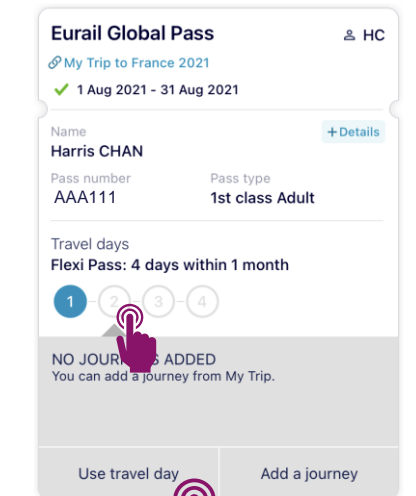 Eurail Global Pass HC
My Trip to France 2021
1 Aug 2021 - 31 Aug 2021
Name +Details
Harris CHAN
Pass number Pass type
AAA111 1st class Adult
Travel days
Flexi Pass: 4 days within 1 month
1 2 3 4
NO ADDED
You can add a journey from My Trip.
Use travel day Add a journey